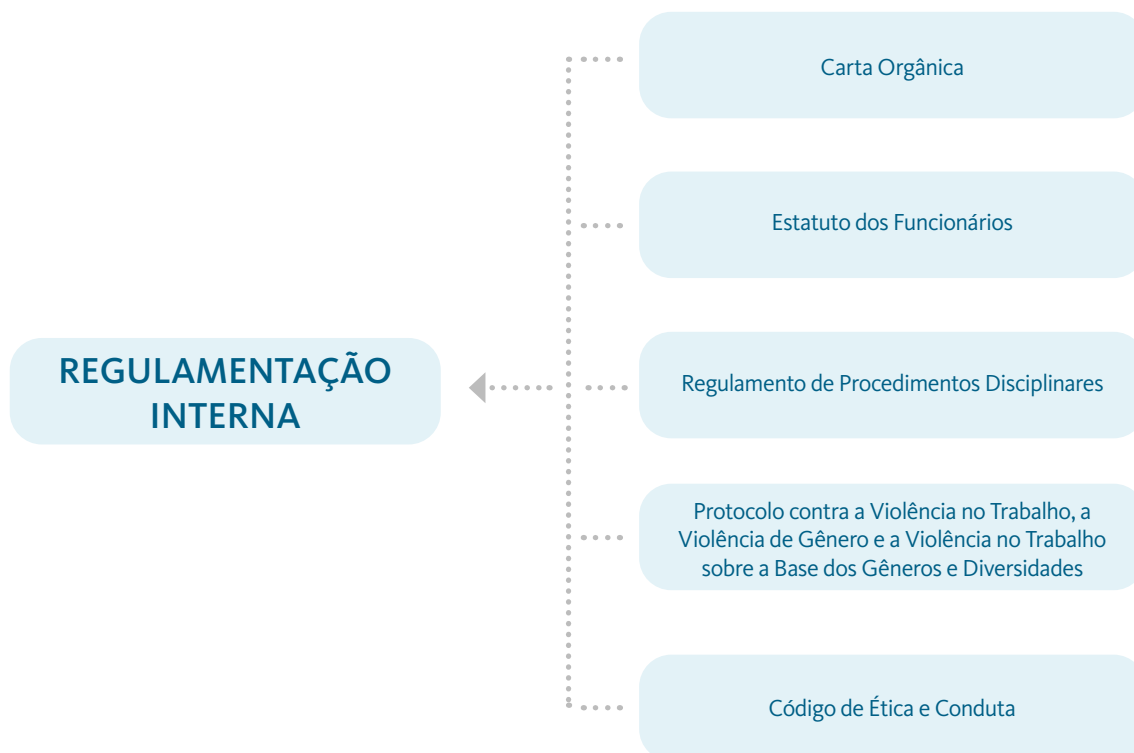 Carta Orgânica
Estatuto dos Funcionários
REGULAMENTAÇÃO
INTERNA
Regulamento de Procedimentos Disciplinares
Protocolo contra a Violência no Trabalho, a
Violência de Gênero e a Violência no Trabalho
sobre a Base dos Gêneros e Diversidades
Código de Ética e Conduta